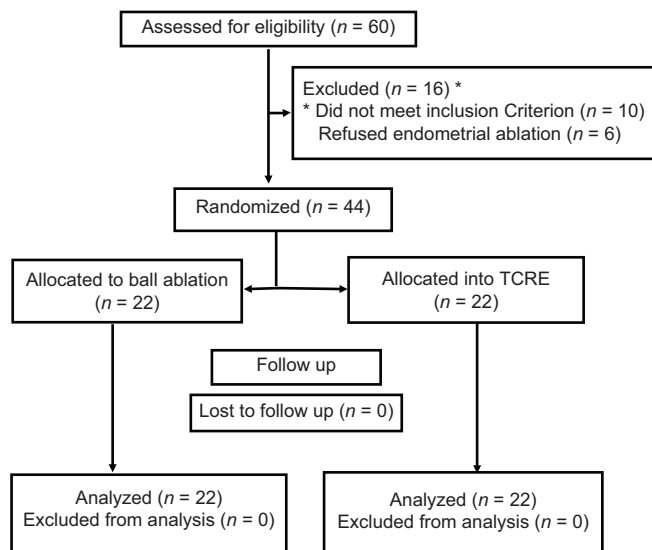 Assessed for eligibility (n = 60)
Excluded (n = 16) *
* Did not meet inclusion Criterion (n = 10)
Refused endometrial ablation (n = 6)
Randomized (n = 44)
Allocated to ball ablation
(n = 22)
Allocated into TCRE
(n = 22)
Follow up
Lost to follow up (n = 0)
Analyzed (n = 22)
Excluded from analysis (n = 0)
Analyzed (n = 22)
Excluded from analysis (n = 0)